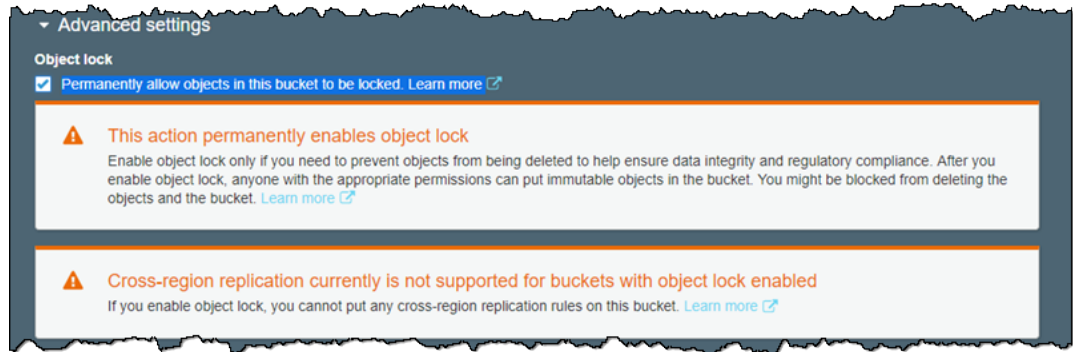 Advanced settings
Object lock
Permanently allow objects in this bucket to be locked. Learn more
This action permanently enables object lock
Enable object lock only if you need to prevent objects from being deleted to help ensure data integrity and regulatory compliance. After you
enable object lock, anyone with the appropriate permissions can put immutable objects in the bucket. You might be blocked from deleting the
objects and the bucket. Learn more
Cross-region replication currently is not supported for buckets with object lock enabled
If you enable object lock, you cannot put any cross-region replication rules on this bucket. Learn more